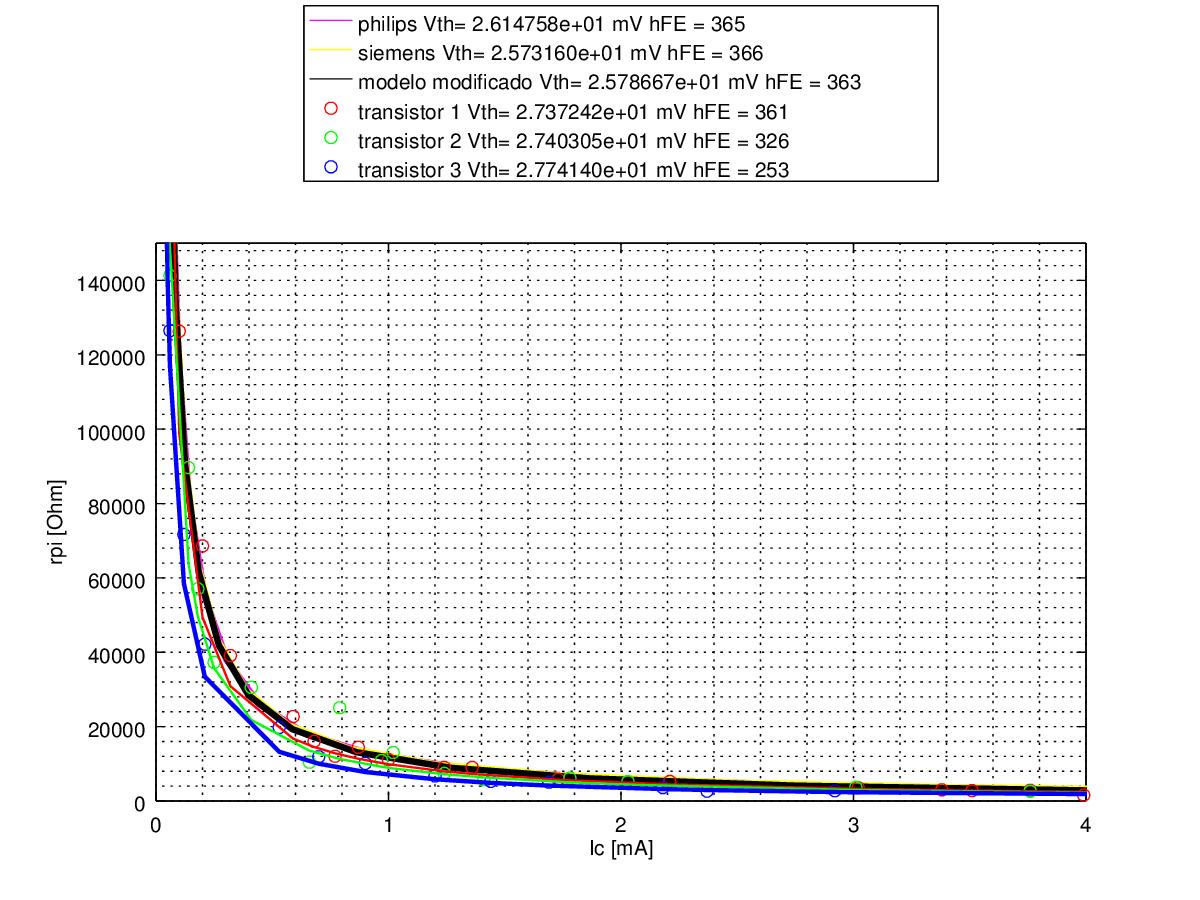 philips Vth= 2.614758e+01 mV hFE = 365
siemens Vth= 2.573160e+01 mV hFE = 366
modelo modificado Vth= 2.578667e+01 mV hFE = 363
transistor 1 Vth= 2.737242e+01 mV hFE = 361
transistor 2 Vth= 2.740305e+01 mV hFE = 326
transistor 3 Vth= 2.774140e+01 mV hFE = 253
140000
120000
100000
80000
60000
40000
20000
0
rpi [Ohm]
0 1 2 3 4
Ic [mA]